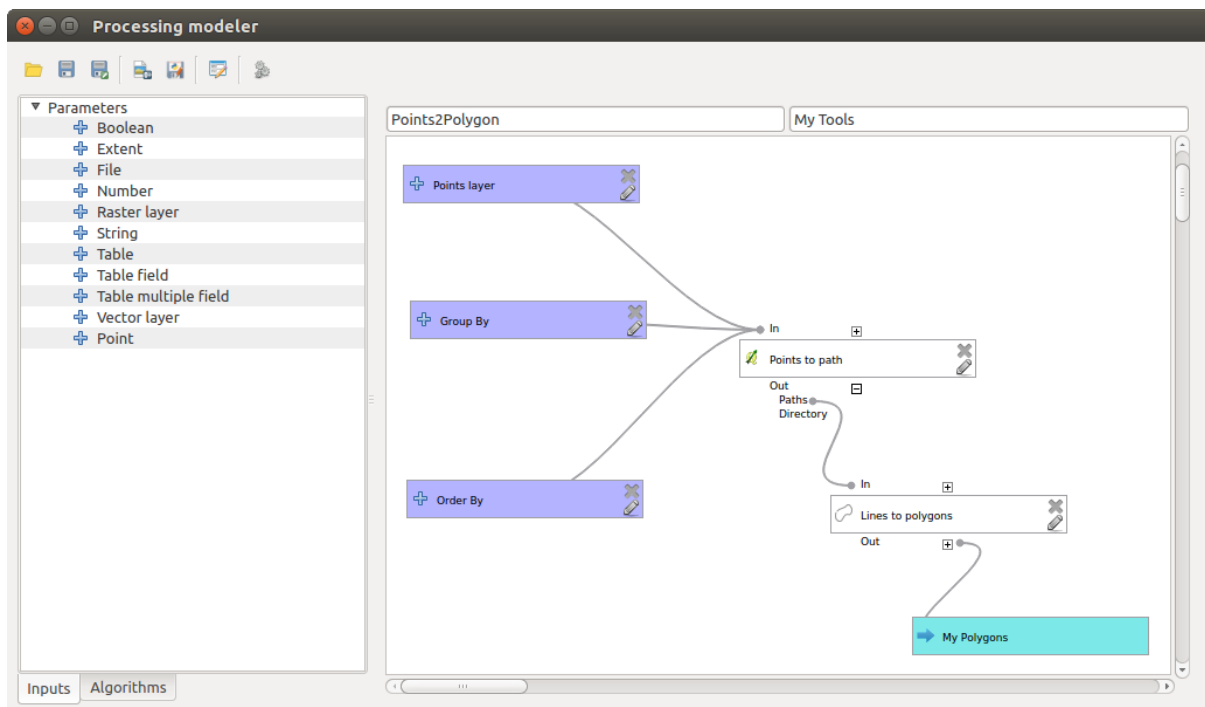 Processing modeler
Parameters
Boolean
Extent
File
Number
Raster layer
String
Table
Table field
Table multiple field
Vector layer
Point
Inputs
Algorithms
Points2Polygon
My Tools
Points layer
Group By
In
Points to path
Out
Paths
Directory
Order By
In
Lines to polygons
Out
My Polygons